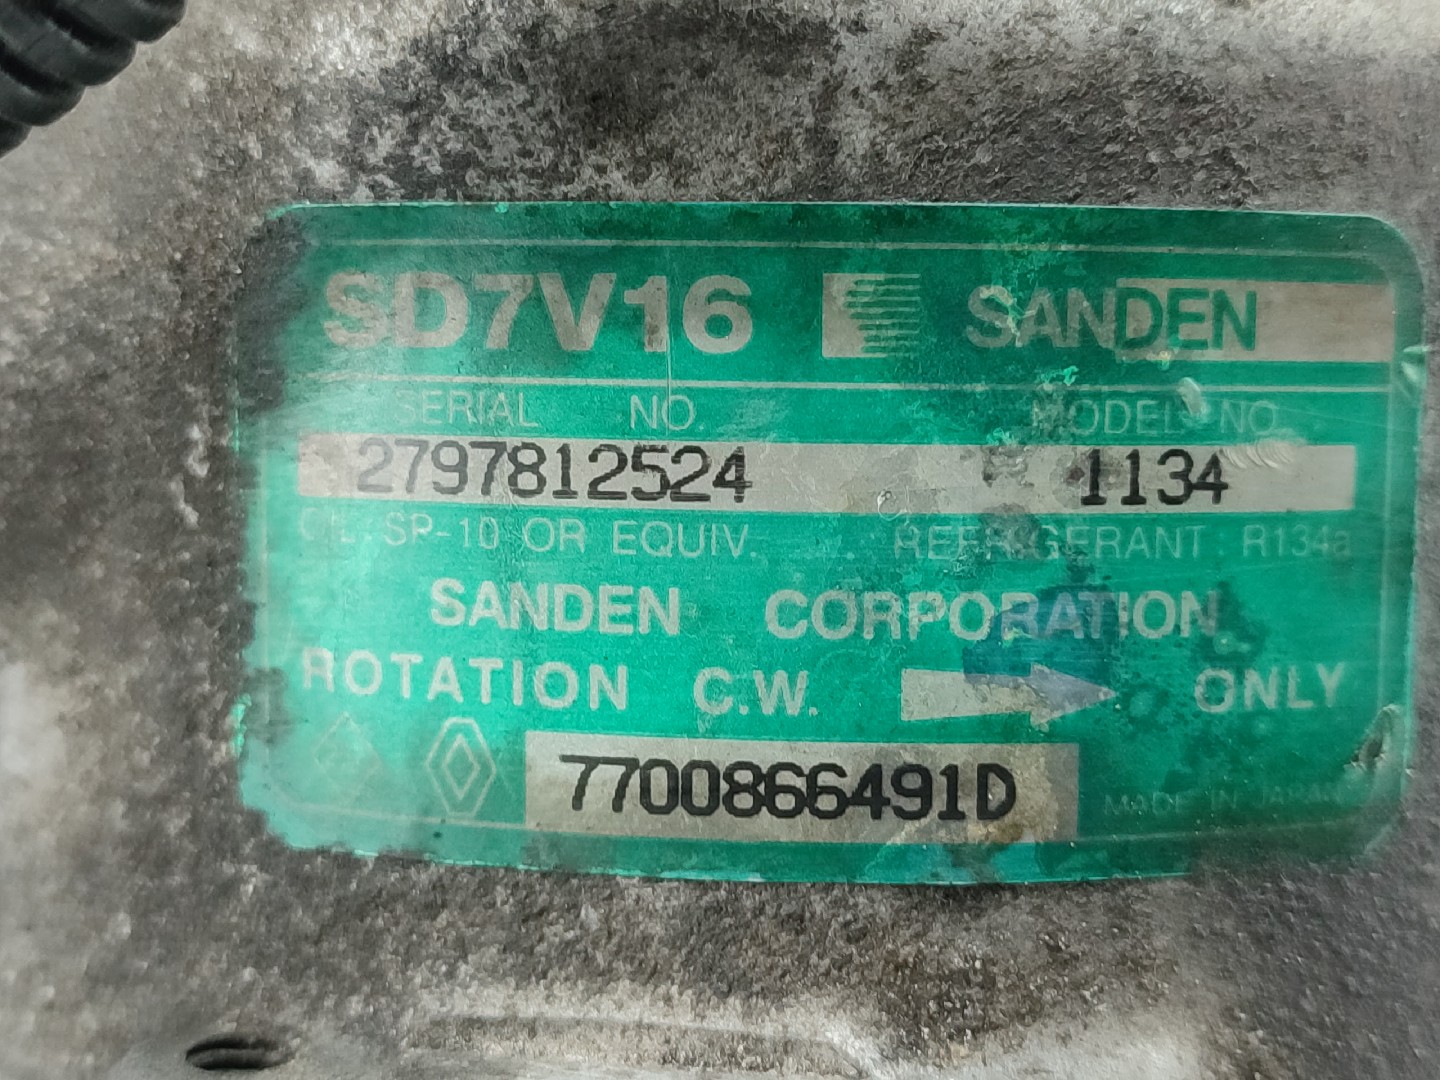 SD7V16 SANDEN
SERIAL NO. MODEL NO.
2797812524 1134
OIL SP-10 OR EQUIV. REFRIGERANT : R134a
SANDEN CORPORATION
ROTATION C.W. ONLY
7700866491D MADE IN JAPAN